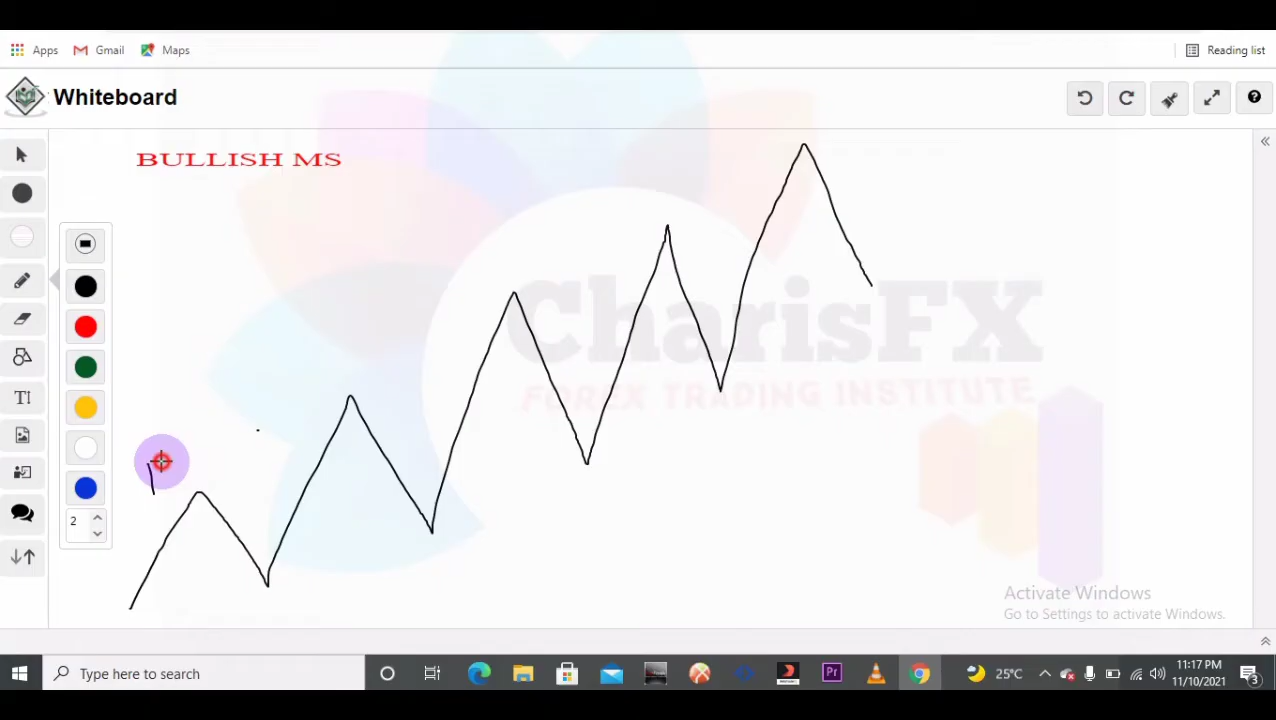 Apps Gmail Maps Reading list
Whiteboard
BULLISH MS
CharisFX
FOREX TRADING INSTITUTE
2
Activate Windows
Go to Settings to activate Windows.
Type here to search
25°C
11:17 PM
11/10/2021
3